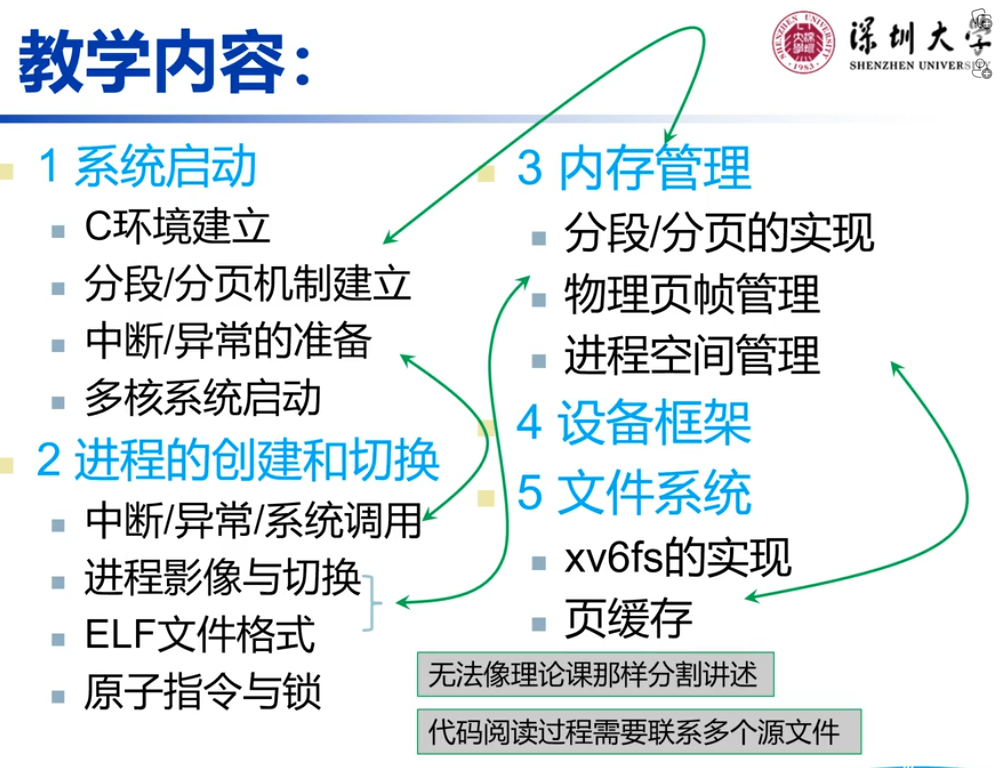 教学内容：
深圳大学
SHENZHEN UNIVERSITY
1 系统启动
C环境建立
分段/分页机制建立
中断/异常的准备
多核系统启动
2 进程的创建和切换
中断/异常/系统调用
进程影像与切换
ELF文件格式
原子指令与锁
3 内存管理
分段/分页的实现
物理页帧管理
进程空间管理
4 设备框架
5 文件系统
xv6fs的实现
页缓存
无法像理论课那样分割讲述
代码阅读过程需要联系多个源文件